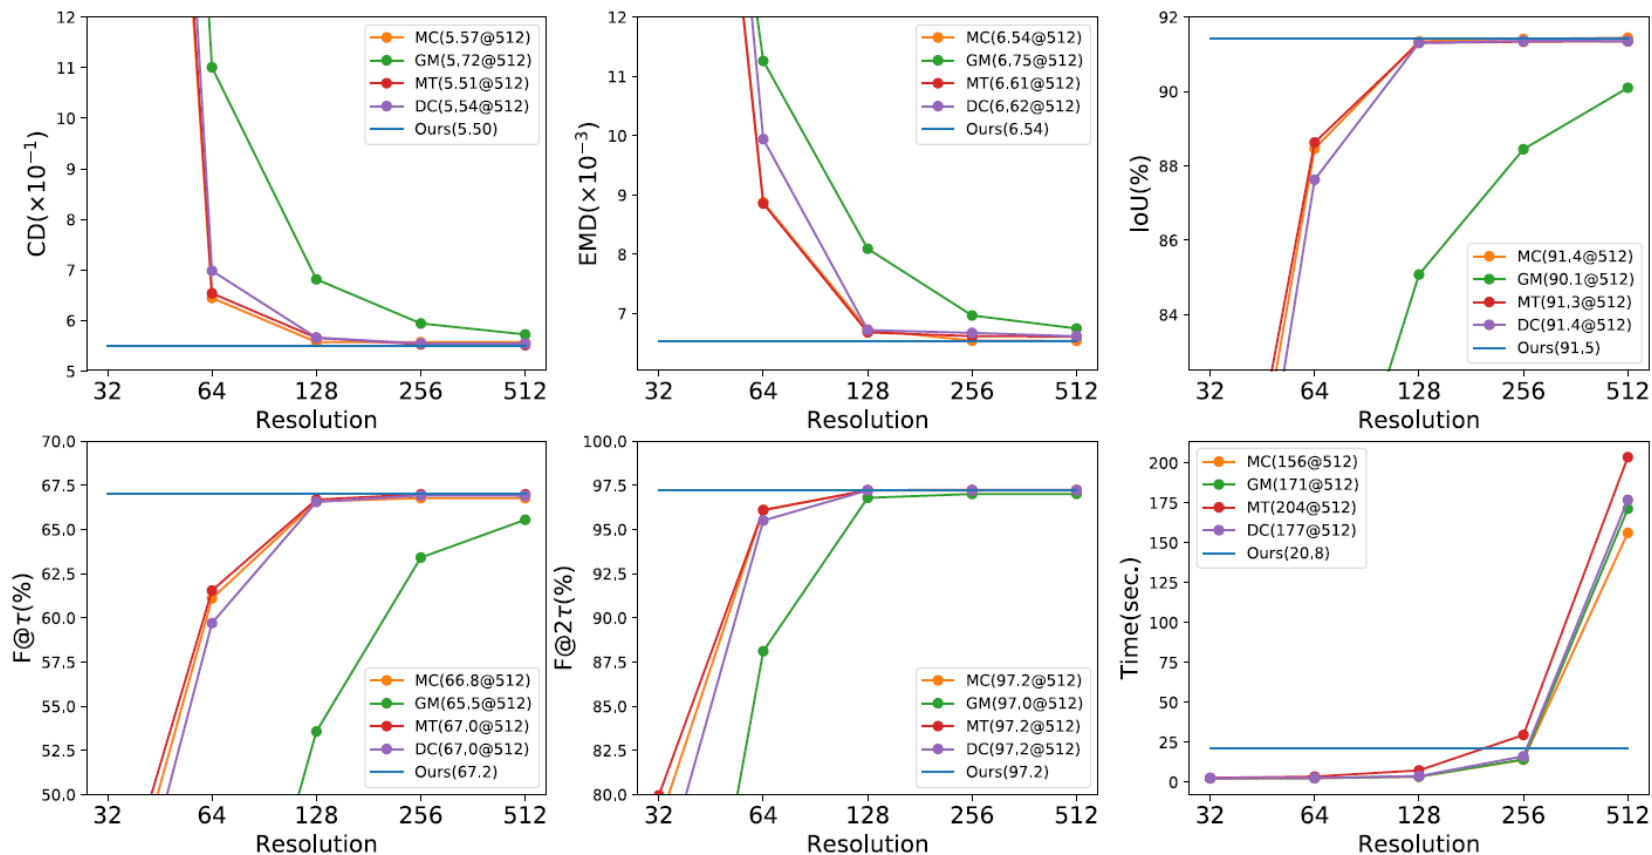 12
11
10
9
8
7
6
5
CD(×10⁻¹)
32 64 128 256 512
Resolution
MC(5.57@512)
GM(5.72@512)
MT(5.51@512)
DC(5.54@512)
Ours(5.50)
12
11
10
9
8
7
EMD(×10⁻³)
32 64 128 256 512
Resolution
MC(6.54@512)
GM(6.75@512)
MT(6.61@512)
DC(6.62@512)
Ours(6.54)
92
90
88
86
84
IoU(%)
32 64 128 256 512
Resolution
MC(91.4@512)
GM(90.1@512)
MT(91.3@512)
DC(91.4@512)
Ours(91.5)
70.0
67.5
65.0
62.5
60.0
57.5
55.0
52.5
50.0
F@τ(%)
32 64 128 256 512
Resolution
MC(66.8@512)
GM(65.5@512)
MT(67.0@512)
DC(67.0@512)
Ours(67.2)
100.0
97.5
95.0
92.5
90.0
87.5
85.0
82.5
80.0
F@2τ(%)
32 64 128 256 512
Resolution
MC(97.2@512)
GM(97.0@512)
MT(97.2@512)
DC(97.2@512)
Ours(97.2)
200
175
150
125
100
75
50
25
0
Time(sec.)
32 64 128 256 512
Resolution
MC(156@512)
GM(171@512)
MT(204@512)
DC(177@512)
Ours(20.8)